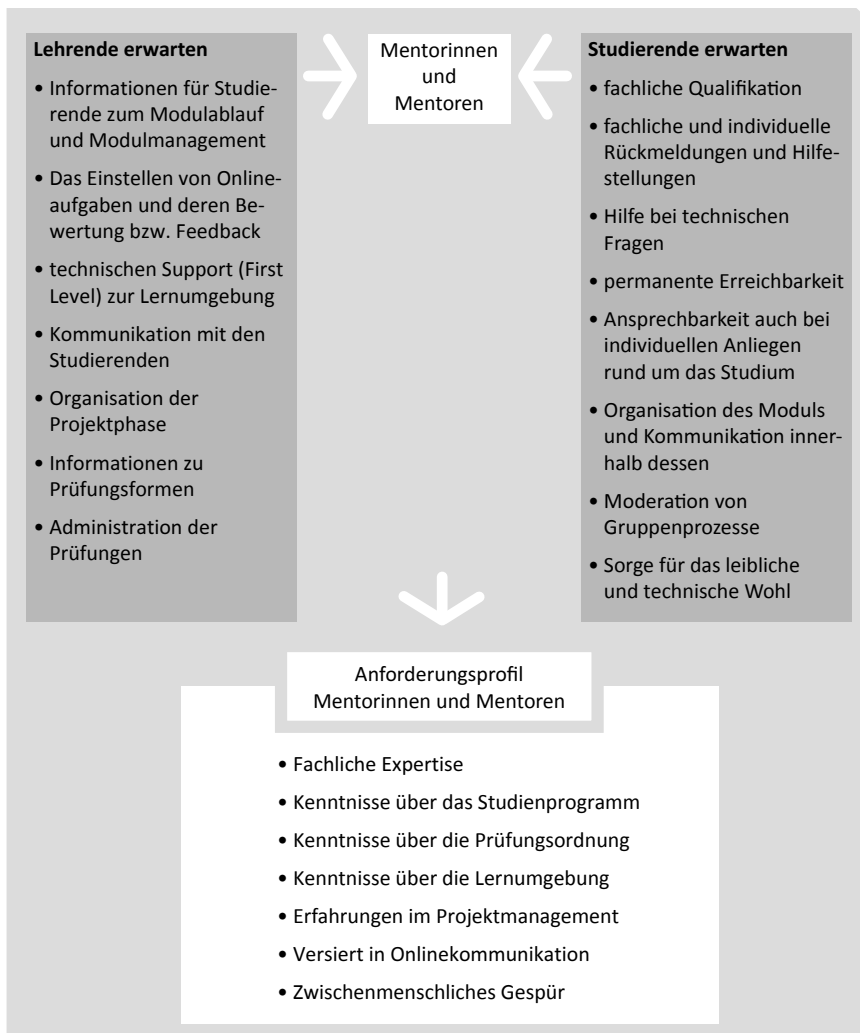 Lehrende erwarten
• Informationen für Studie-
rende zum Modulablauf
und Modulmanagement
• Das Einstellen von Online-
aufgaben und deren Be-
wertung bzw. Feedback
• technischen Support (First
Level) zur Lernumgebung
• Kommunikation mit den
Studierenden
• Organisation der
Projektphase
• Informationen zu
Prüfungsformen
• Administration der
Prüfungen
Mentorinnen
und
Mentoren
Studierende erwarten
• fachliche Qualifikation
• fachliche und individuelle
Rückmeldungen und Hilfe-
stellungen
• Hilfe bei technischen
Fragen
• permanente Erreichbarkeit
• Ansprechbarkeit auch bei
individuellen Anliegen
rund um das Studium
• Organisation des Moduls
und Kommunikation inner-
halb dessen
• Moderation von
Gruppenprozesse
• Sorge für das leibliche
und technische Wohl
Anforderungsprofil
Mentorinnen und Mentoren
• Fachliche Expertise
• Kenntnisse über das Studienprogramm
• Kenntnisse über die Prüfungsordnung
• Kenntnisse über die Lernumgebung
• Erfahrungen im Projektmanagement
• Versiert in Onlinekommunikation
• Zwischenmenschliches Gespür